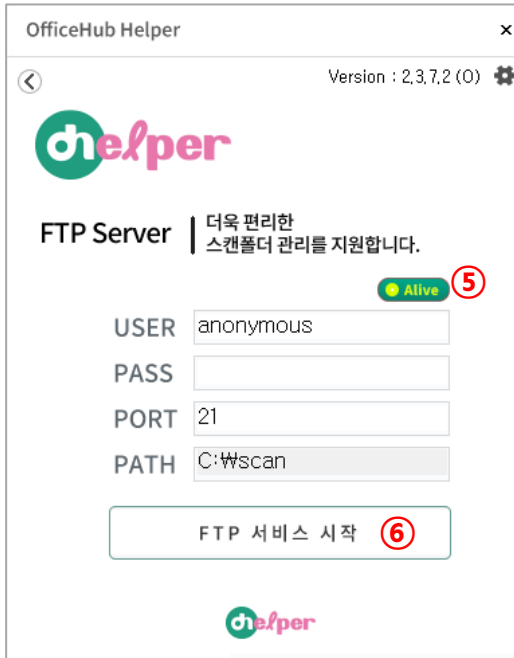 OfficeHub Helper ×
Version : 2,3,7,2 (O)
ohelper
FTP Server
더욱 편리한
스캔폴더 관리를 지원합니다.
Alive ⑤
USER anonymous
PASS
PORT 21
PATH C:₩scan
FTP 서비스 시작 ⑥
ohelper